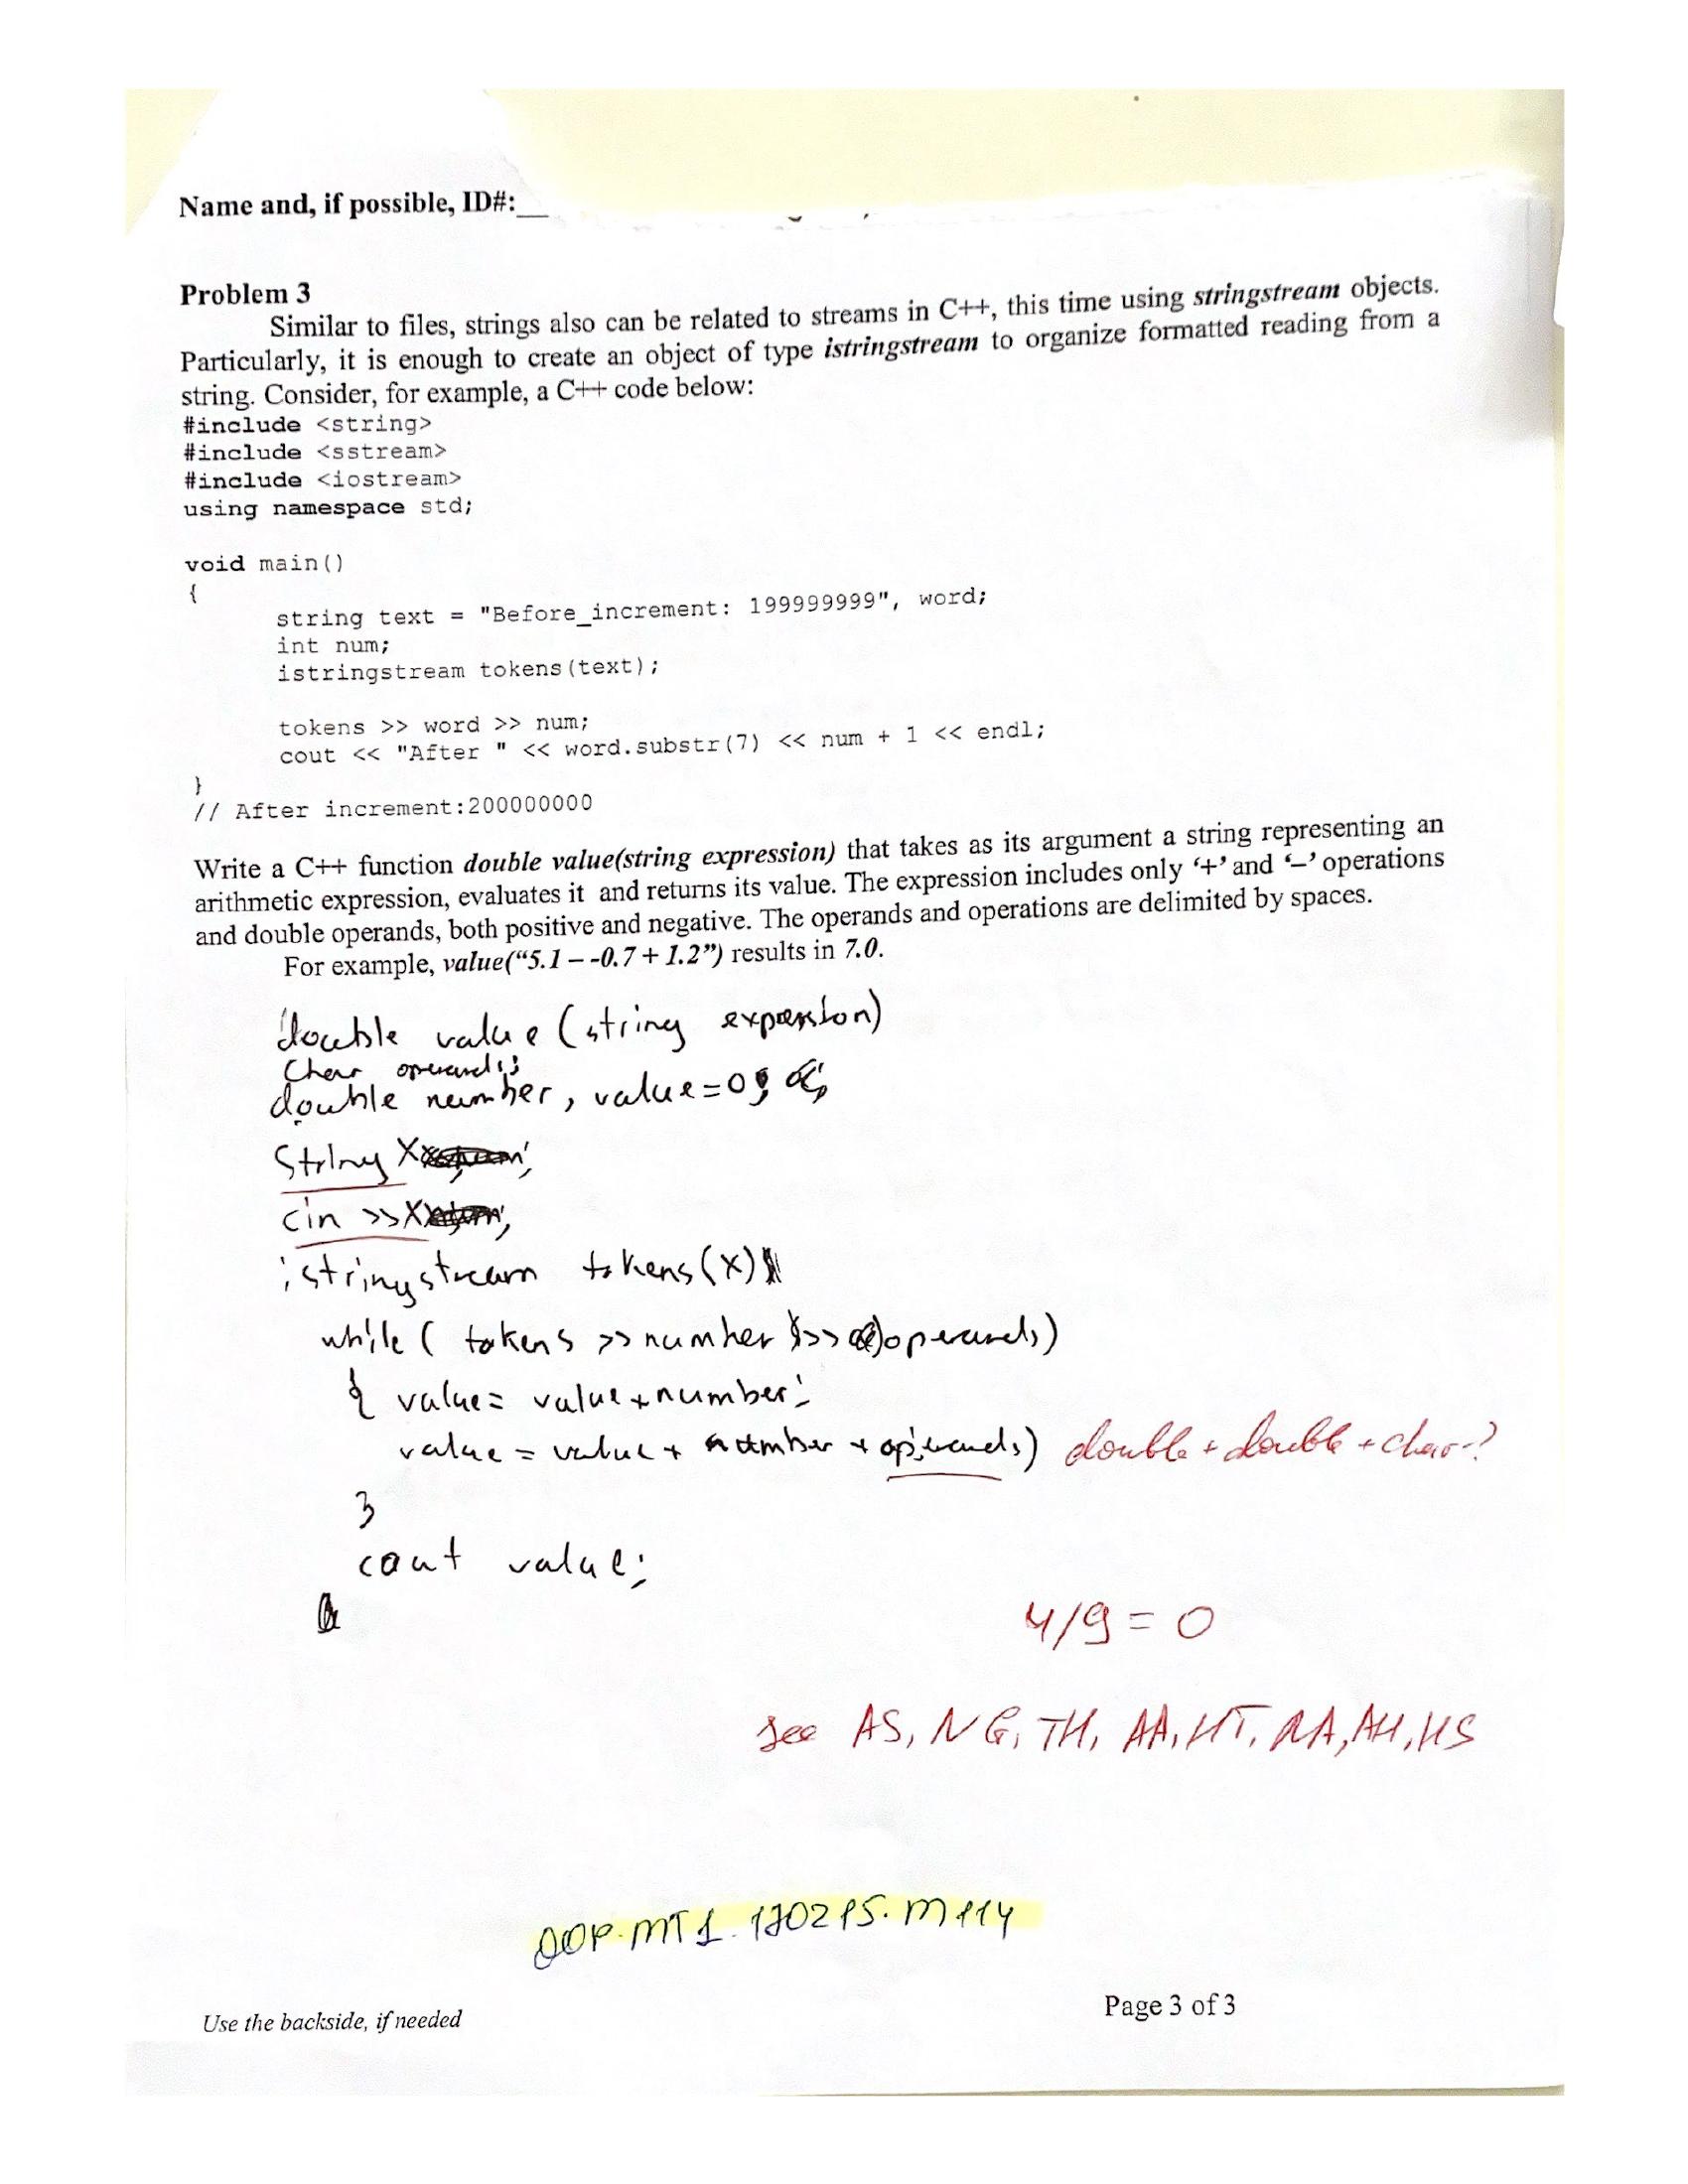 Name and, if possible, ID#:__
Problem 3
Similar to files, strings also can be related to streams in C++, this time using stringstream objects.
Particularly, it is enough to create an object of type istringstream to organize formatted reading from a
string. Consider, for example, a C++ code below:
#include <string>
#include <sstream>
#include <iostream>
using namespace std;
void main()
{
string text = "Before_increment: 199999999", word;
int num;
istringstream tokens(text);
tokens >> word >> num;
cout << "After " << word.substr(7) << num + 1 << endl;
}
// After increment:200000000
Write a C++ function double value(string expression) that takes as its argument a string representing an
arithmetic expression, evaluates it and returns its value. The expression includes only ‘+’ and ‘–’ operations
and double operands, both positive and negative. The operands and operations are delimited by spaces.
For example, value(“5.1 – -0.7 + 1.2”) results in 7.0.
double value (string expression)
Char operands;
double number, value=0;
String X
cin >>X
istringstream tokens(x)
while ( tokens >> number >> operands)
{ value= value+number;
value = value + number + operands) double + double + char-?
}
cout value;
4/9 = 0
see AS, NG, TH, AA, HT, RA, AH, HS
OOP.MT1.170215.M114
Use the backside, if needed
Page 3 of 3